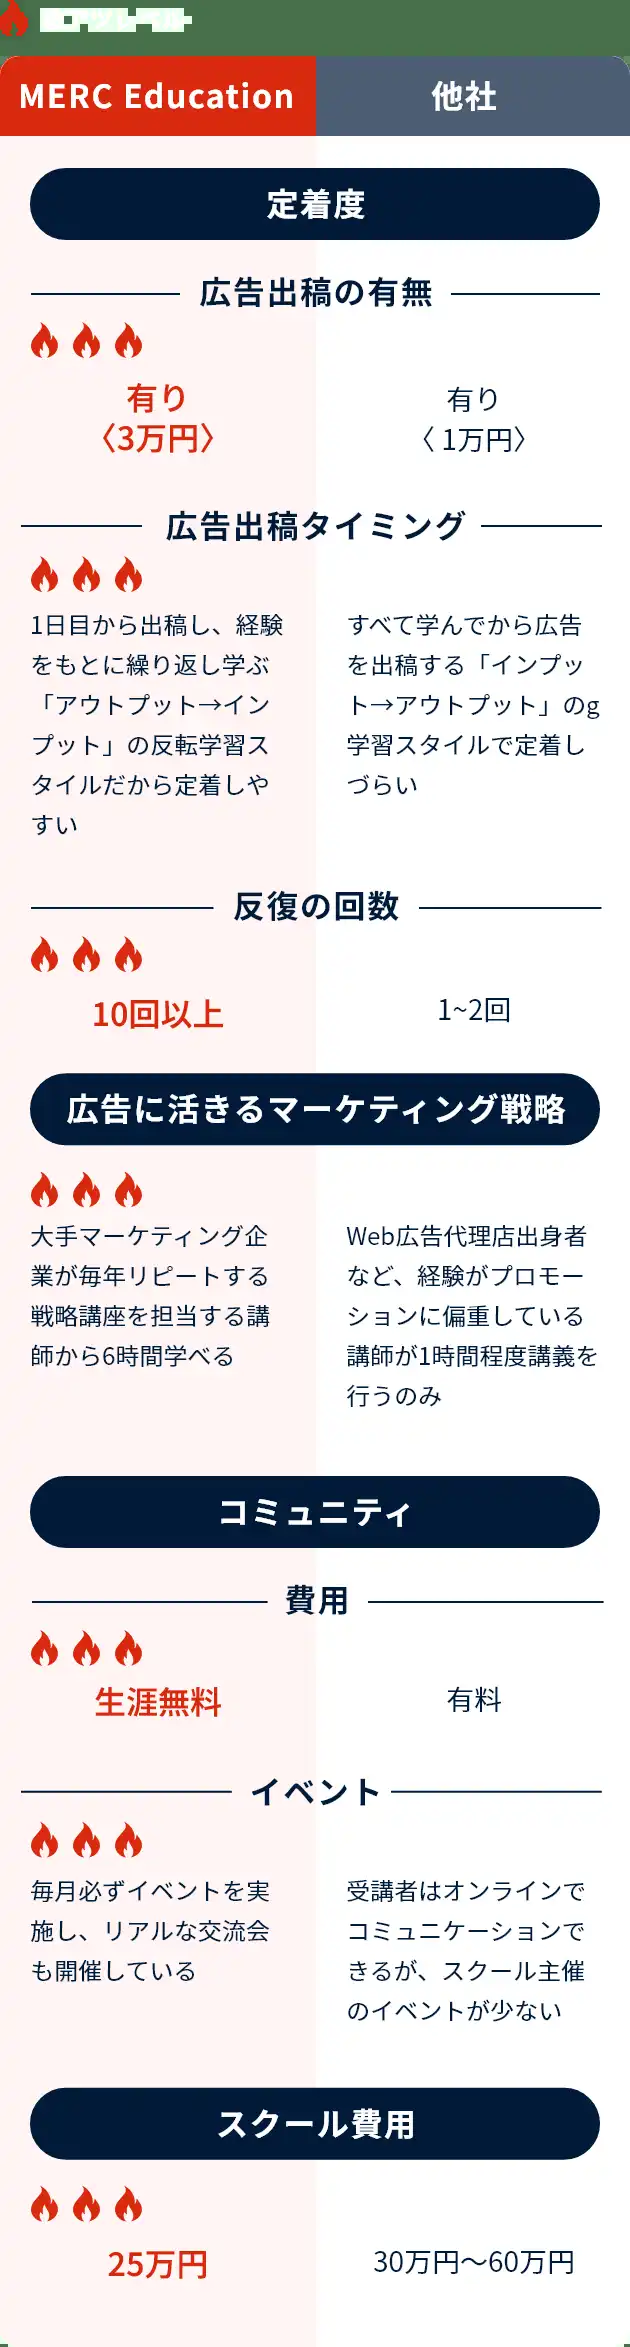 MERC Education
他社
定着度
広告出稿の有無
有り
〈3万円〉
有り
〈 1万円〉
広告出稿タイミング
1日目から出稿し、経験
をもとに繰り返し学ぶ
「アウトプット→イン
プット」の反転学習ス
タイルだから定着しや
すい
すべて学んでから広告
を出稿する「インプッ
ト→アウトプット」のg
学習スタイルで定着し
づらい
反復の回数
10回以上
1~2回
広告に活きるマーケティング戦略
大手マーケティング企
業が毎年リピートする
戦略講座を担当する講
師から6時間学べる
Web広告代理店出身者
など、経験がプロモー
ションに偏重している
講師が1時間程度講義を
行うのみ
コミュニティ
費用
生涯無料
有料
イベント
毎月必ずイベントを実
施し、リアルな交流会
も開催している
受講者はオンラインで
コミュニケーションで
きるが、スクール主催
のイベントが少ない
スクール費用
25万円
30万円〜60万円